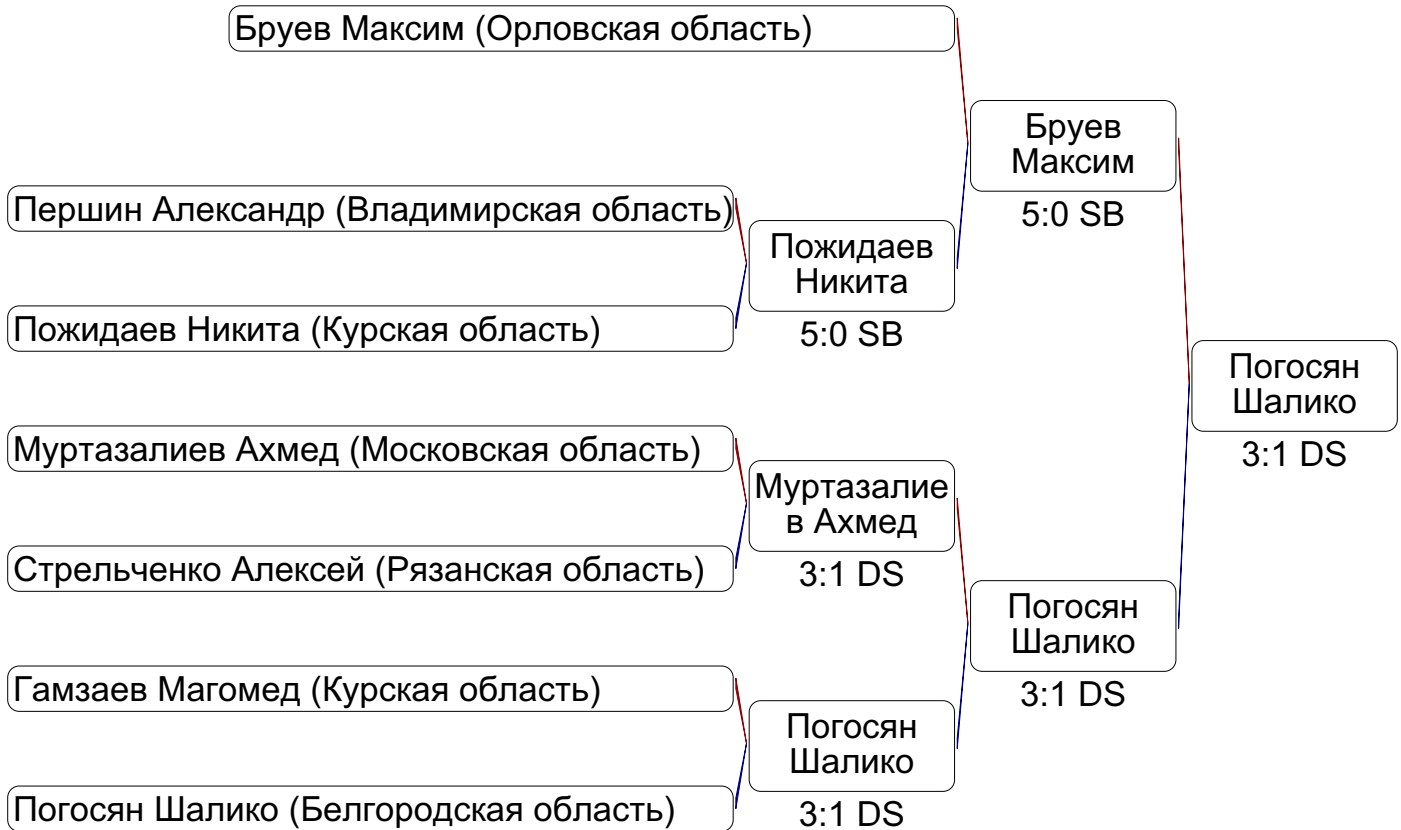 Бруев Максим (Орловская область)
Бруев
Максим
5:0 SB
Першин Александр (Владимирская область)
Пожидаев
Никита
5:0 SB
Пожидаев Никита (Курская область)
Погосян
Шалико
3:1 DS
Муртазалиев Ахмед (Московская область)
Муртазалие
в Ахмед
3:1 DS
Стрельченко Алексей (Рязанская область)
Погосян
Шалико
3:1 DS
Гамзаев Магомед (Курская область)
Погосян
Шалико
3:1 DS
Погосян Шалико (Белгородская область)